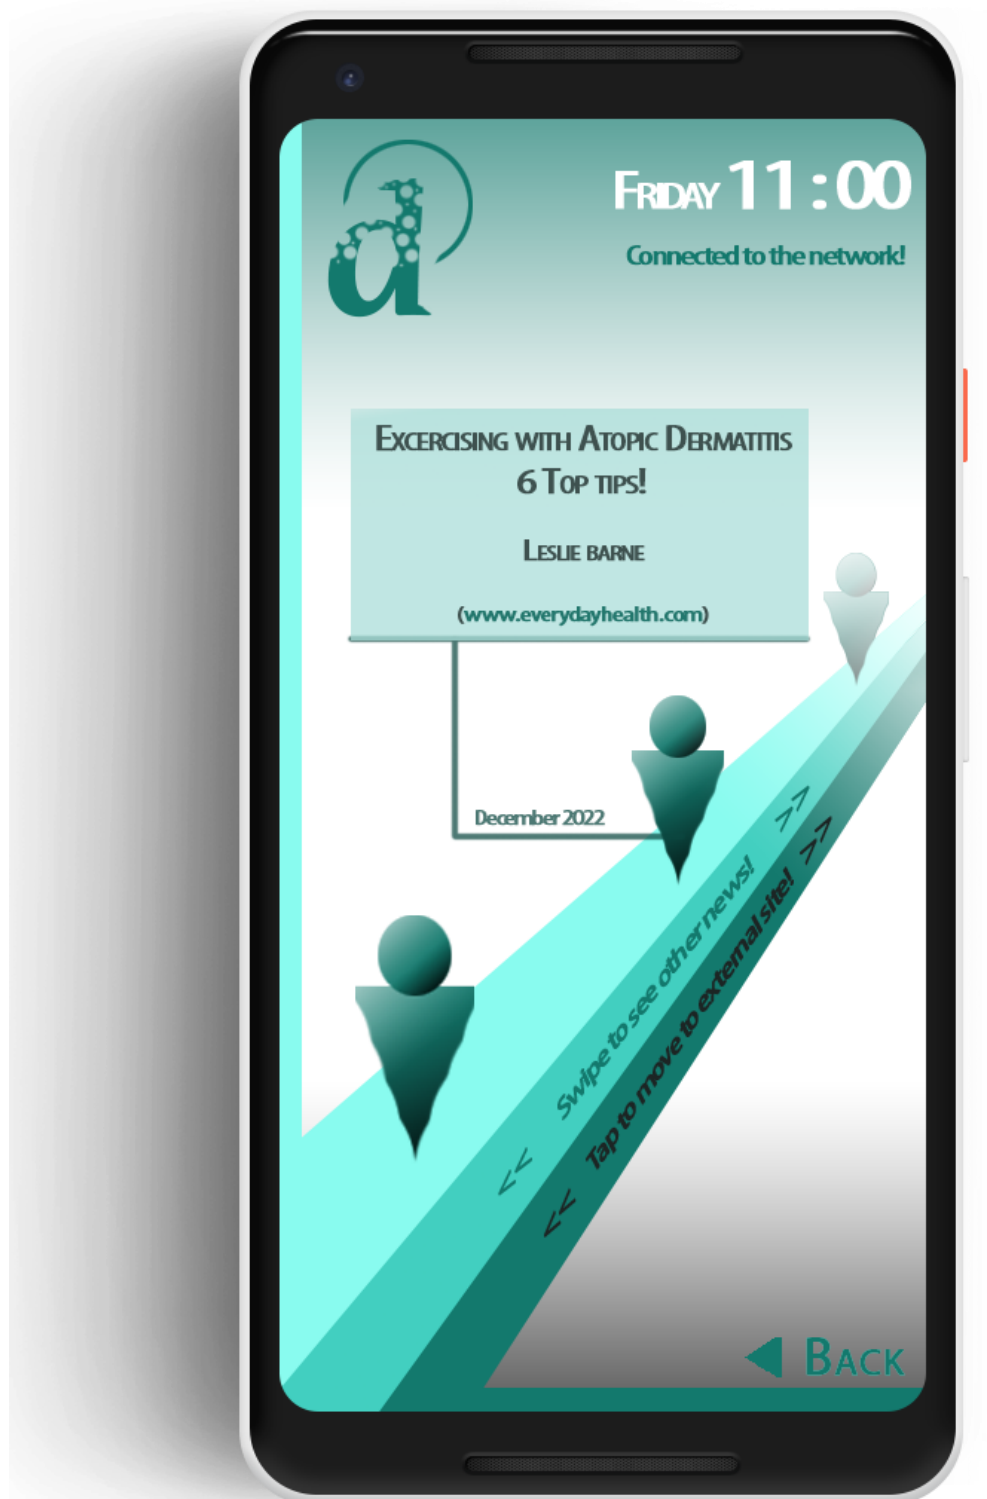 d
FRIDAY 11:00
Connected to the network!
EXCERCISING WITH ATOPIC DERMATITIS
6 TOP TIPS!
LESLIE BARNE
(www.everydayhealth.com)
December 2022
<< Swipe to see other news! >>
<< Tap to move to external site! >>
BACK